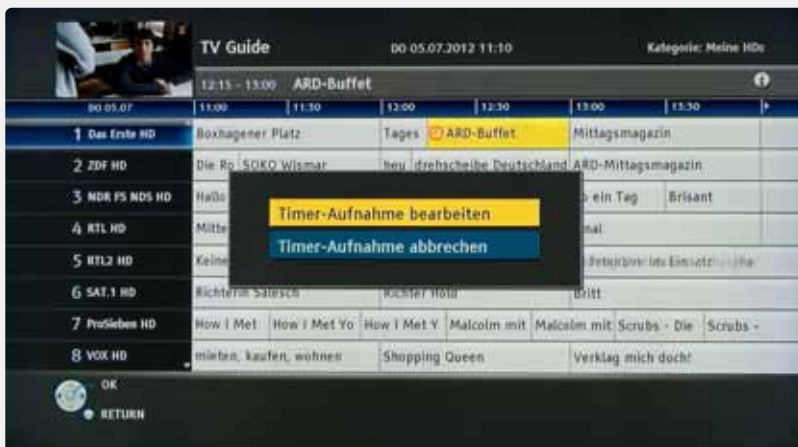 TV Guide DO 05.07.2012 11:10 Kategorie: Meine HDs
12:15 - 13:00 ARD-Buffet
DO 05.07 11:00 11:30 12:00 12:30 13:00 13:30
1 Das Erste HD Boxhagener Platz Tages ARD-Buffet Mittagsmagazin
2 ZDF HD Die Ro SOKO Wismar heu drehscheibe Deutschland ARD-Mittagsmagazin
3 NDR FS NDS HD Hallo ein Tag Brisant
Timer-Aufnahme bearbeiten
4 RTL HD Mitte
Timer-Aufnahme abbrechen
5 RTL2 HD Keine im Einsatz
6 SAT.1 HD Richterin Salesch Richter Hold Britt
7 ProSieben HD How I Met How I Met Yo How I Met Y Malcolm mit Malcolm mit Scrubs - Die Scrubs -
8 VOX HD mieten, kaufen, wohnen Shopping Queen Verklag mich doch!
OK
RETURN